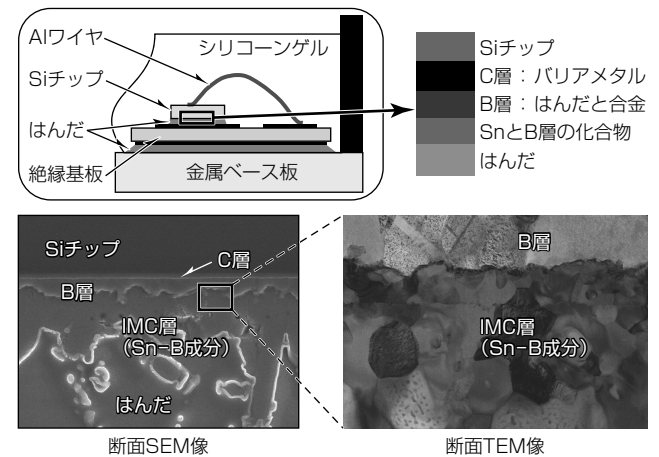 Alワイヤ
シリコーンゲル
Siチップ
はんだ
絶縁基板
金属ベース板
Siチップ
C層：バリアメタル
B層：はんだと合金
SnとB層の化合物
はんだ
Siチップ
C層
B層
IMC層
（Sn-B成分）
はんだ
断面SEM像
B層
IMC層
（Sn-B成分）
断面TEM像